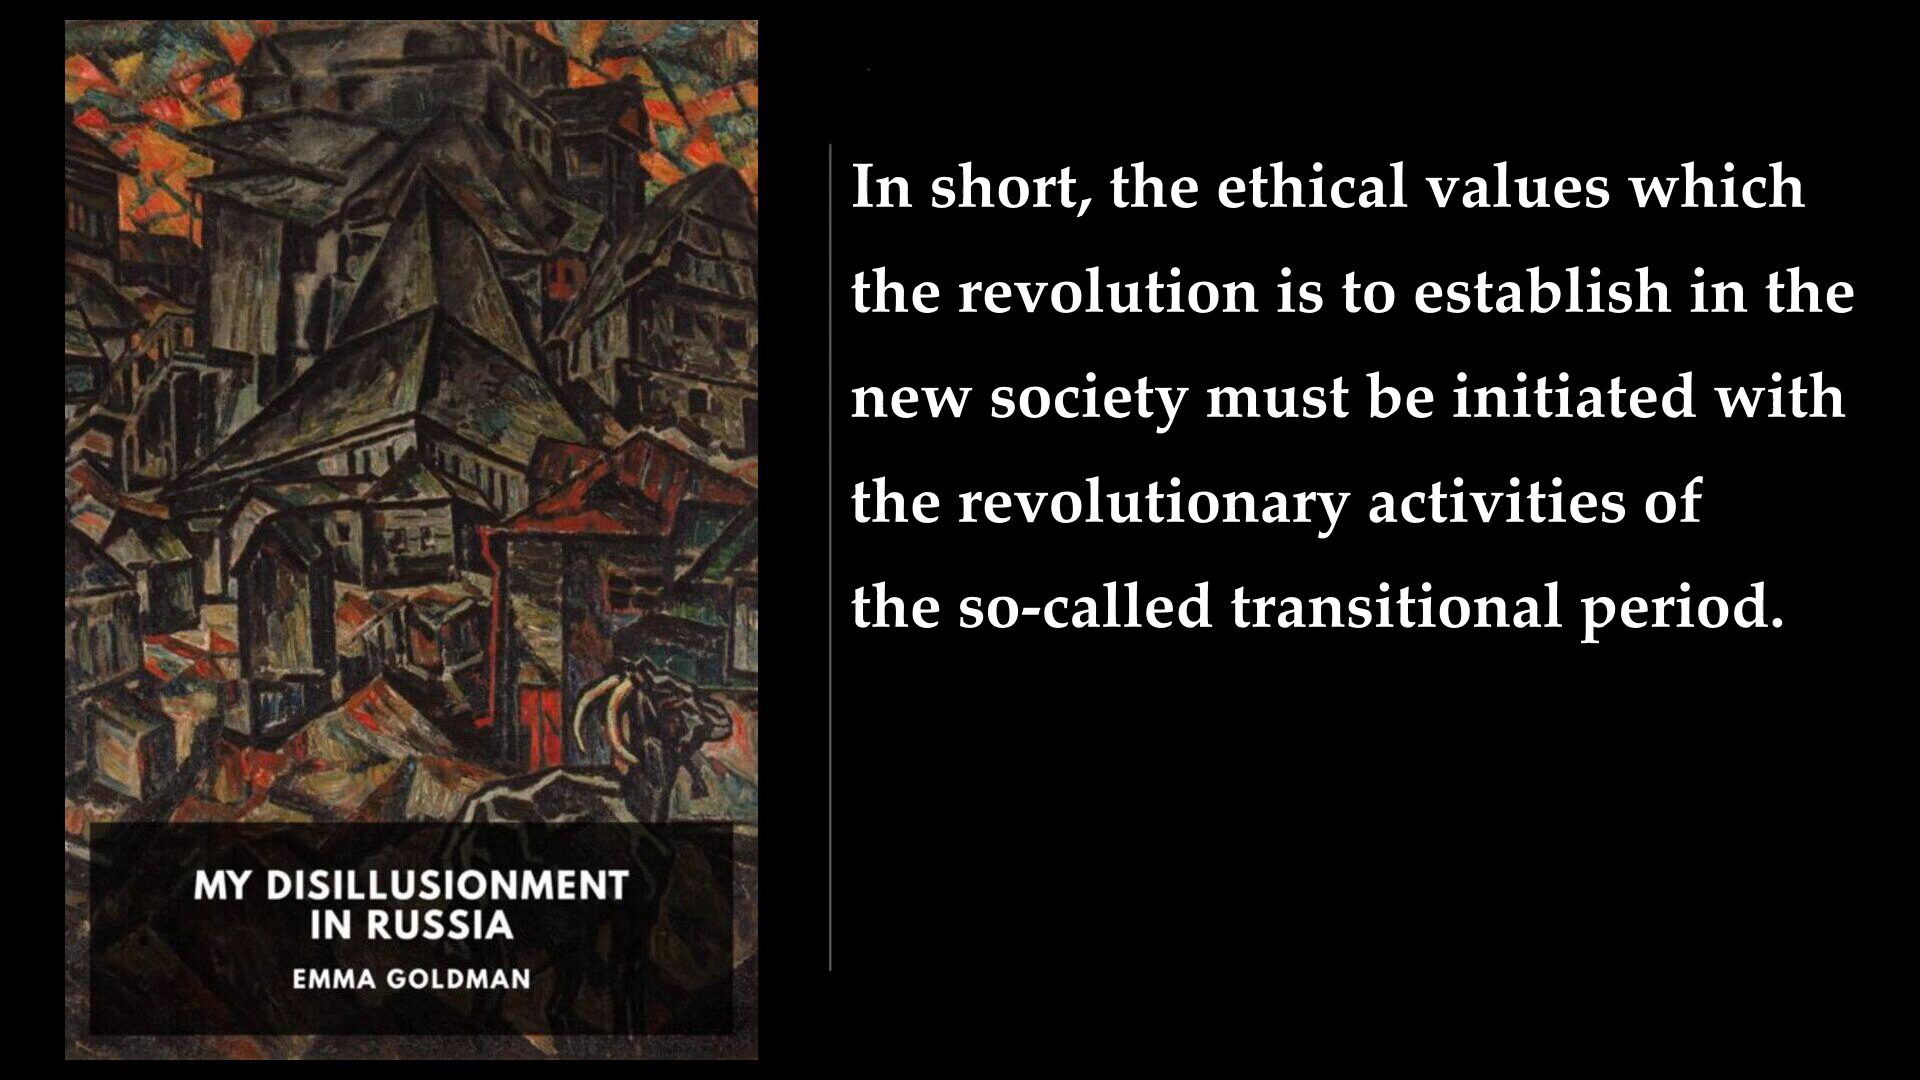 In short, the ethical values which
the revolution is to establish in the
new society must be initiated with
the revolutionary activities of
the so-called transitional period.
MY DISILLUSIONMENT
IN RUSSIA
EMMA GOLDMAN